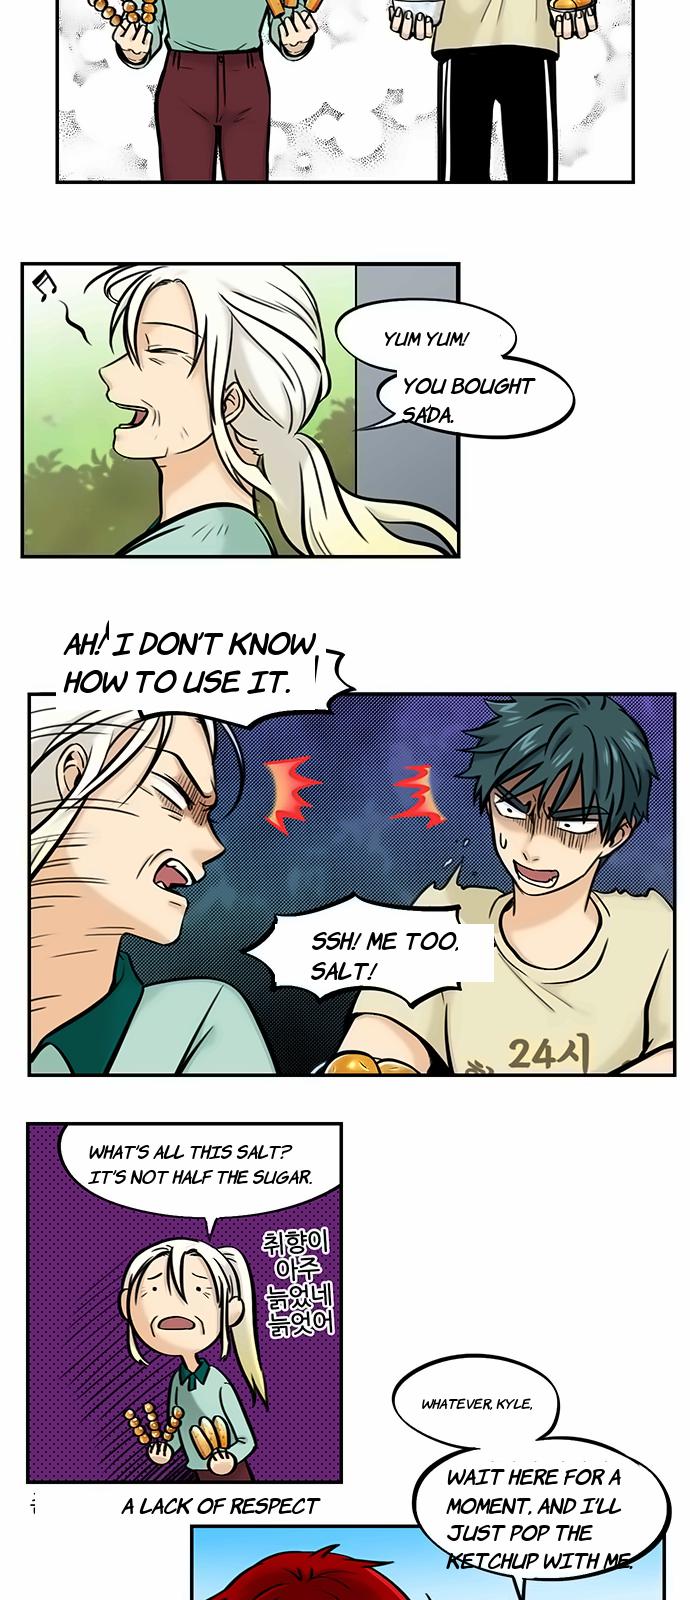 YUM YUM!
YOU BOUGHT
SADA.
AH! I DON'T KNOW
HOW TO USE IT.
SSH! ME TOO,
SALT!
24시
WHAT'S ALL THIS SALT?
IT'S NOT HALF THE SUGAR.
취향이
아주
늙었네
늙엇어
WHATEVER, KYLE,
WAIT HERE FOR A
MOMENT, AND I'LL
JUST POP THE
KETCHUP WITH ME.
A LACK OF RESPECT